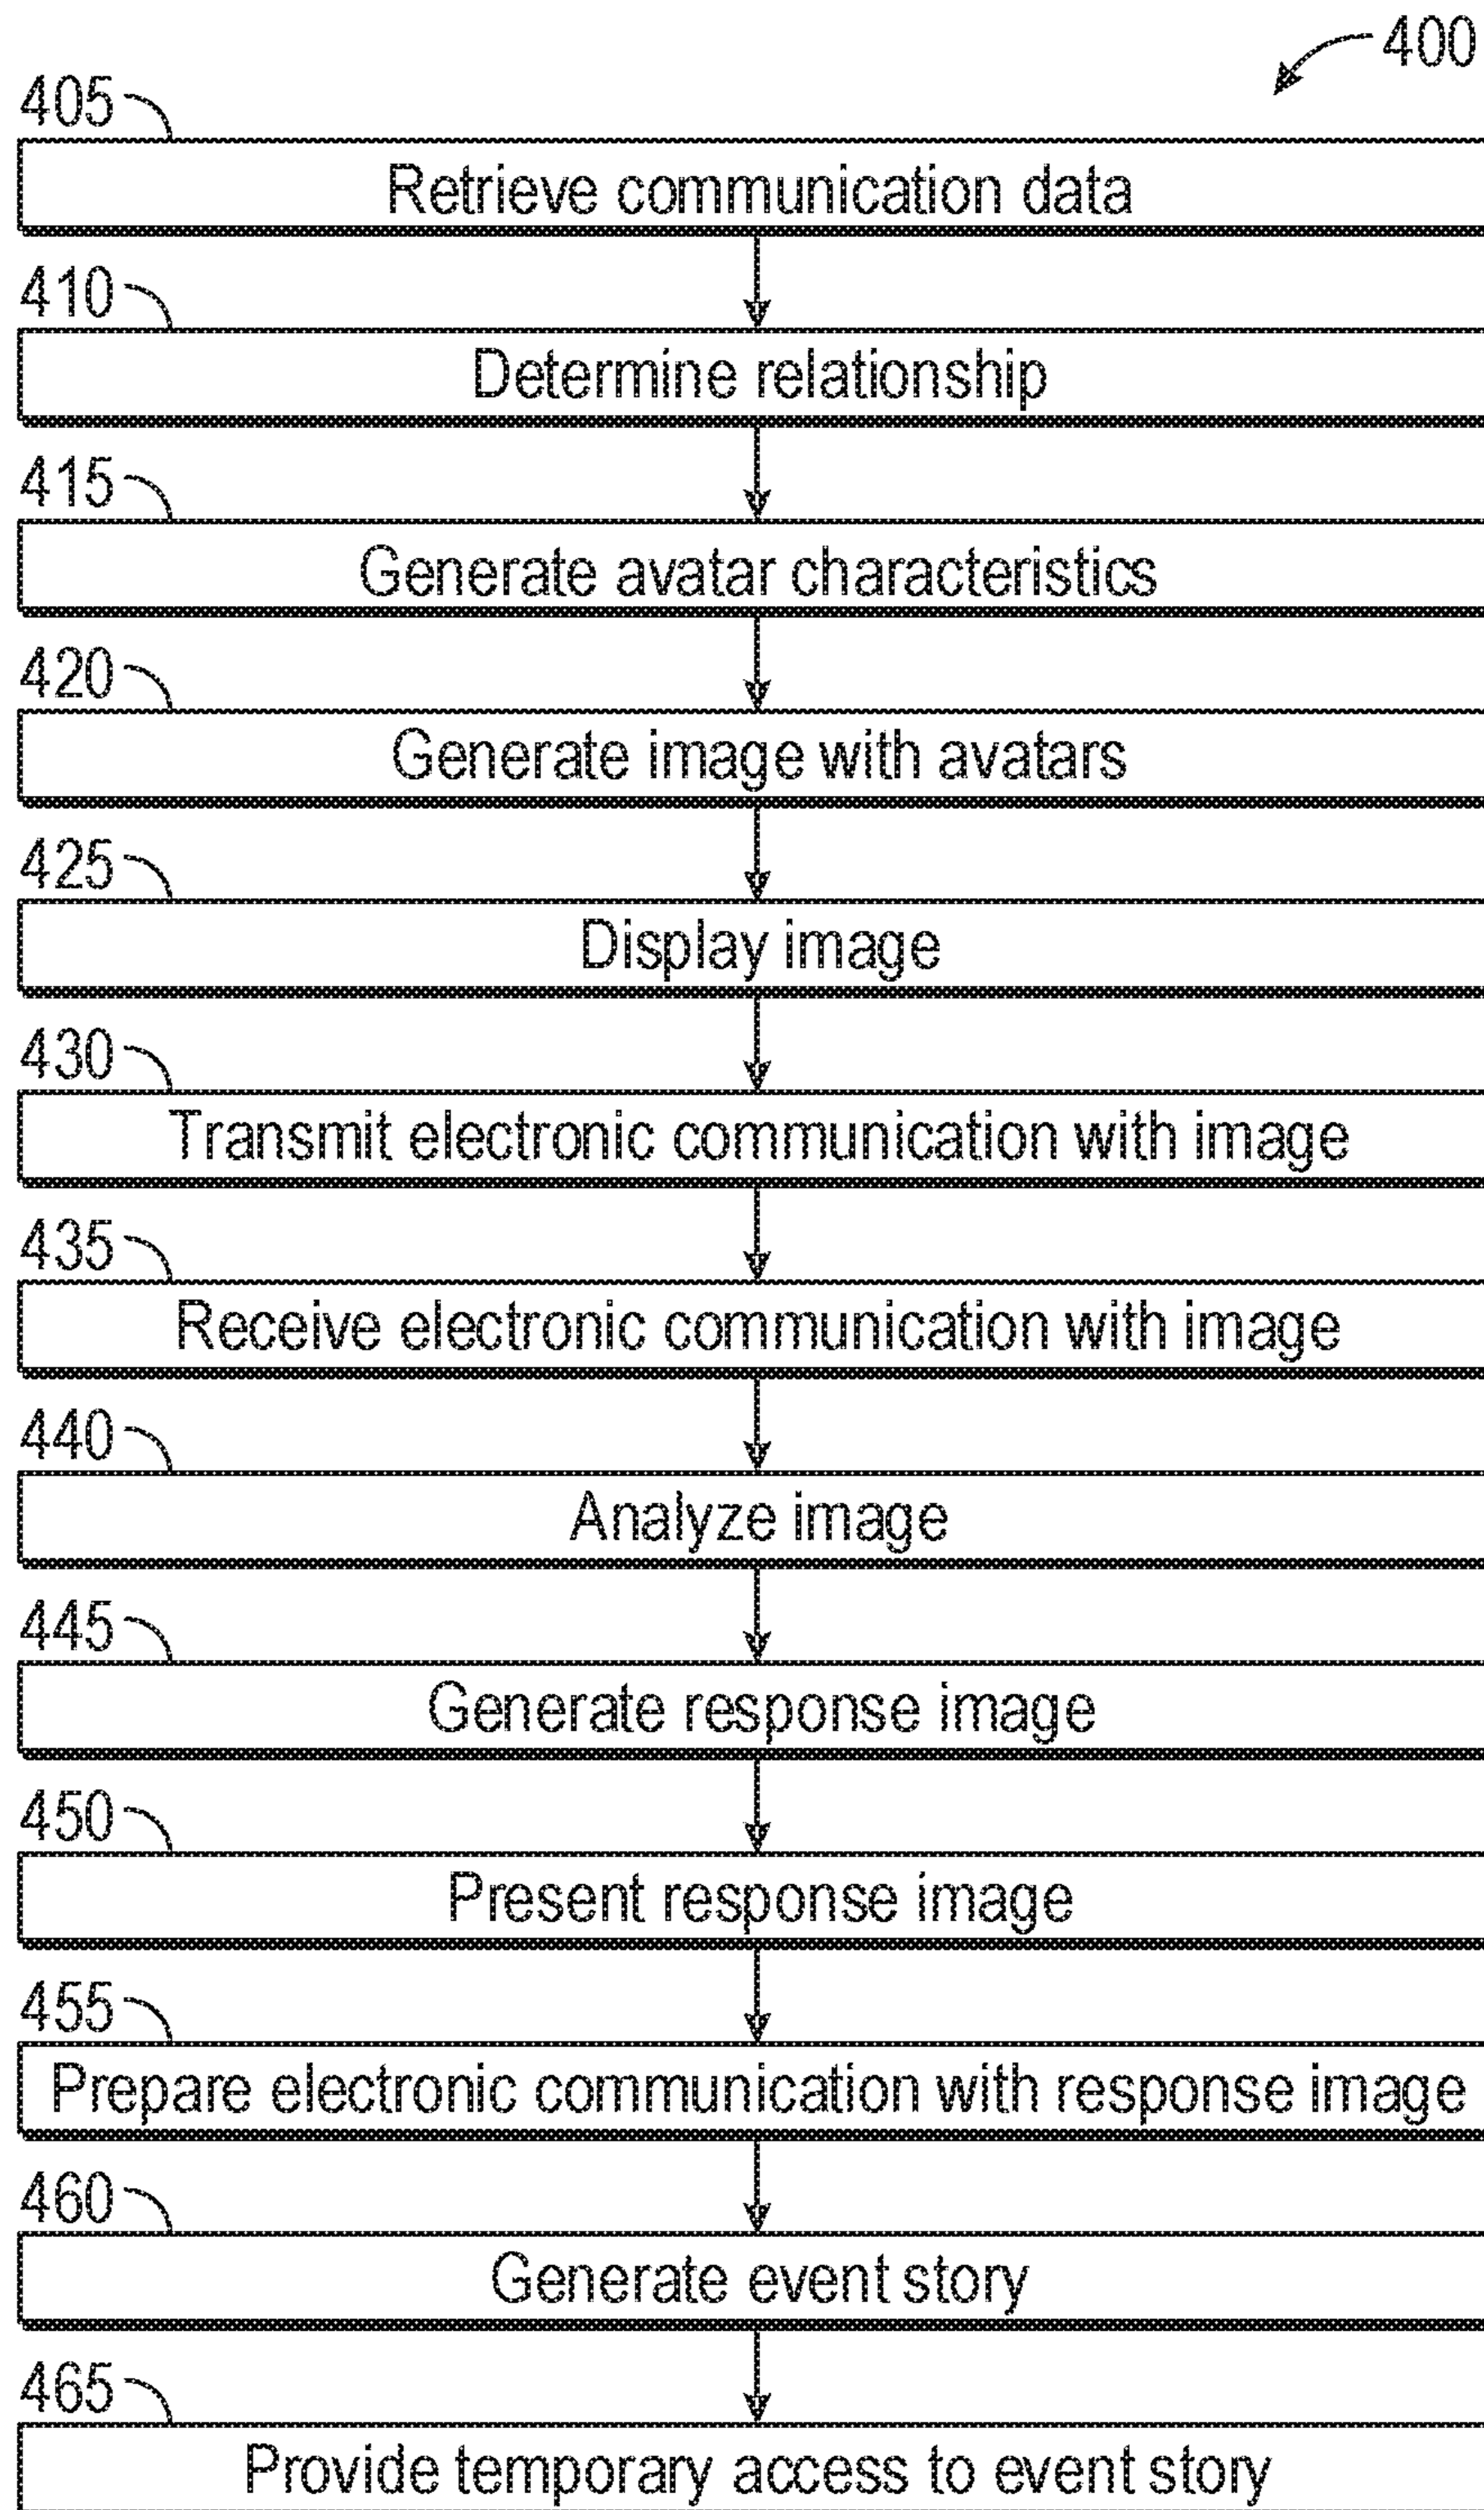 400
405
Retrieve communication data
410
Determine relationship
415
Generate avatar characteristics
420
Generate image with avatars
425
Display image
430
Transmit electronic communication with image
435
Receive electronic communication with image
440
Analyze image
445
Generate response image
450
Present response image
455
Prepare electronic communication with response image
460
Generate event story
465
Provide temporary access to event story